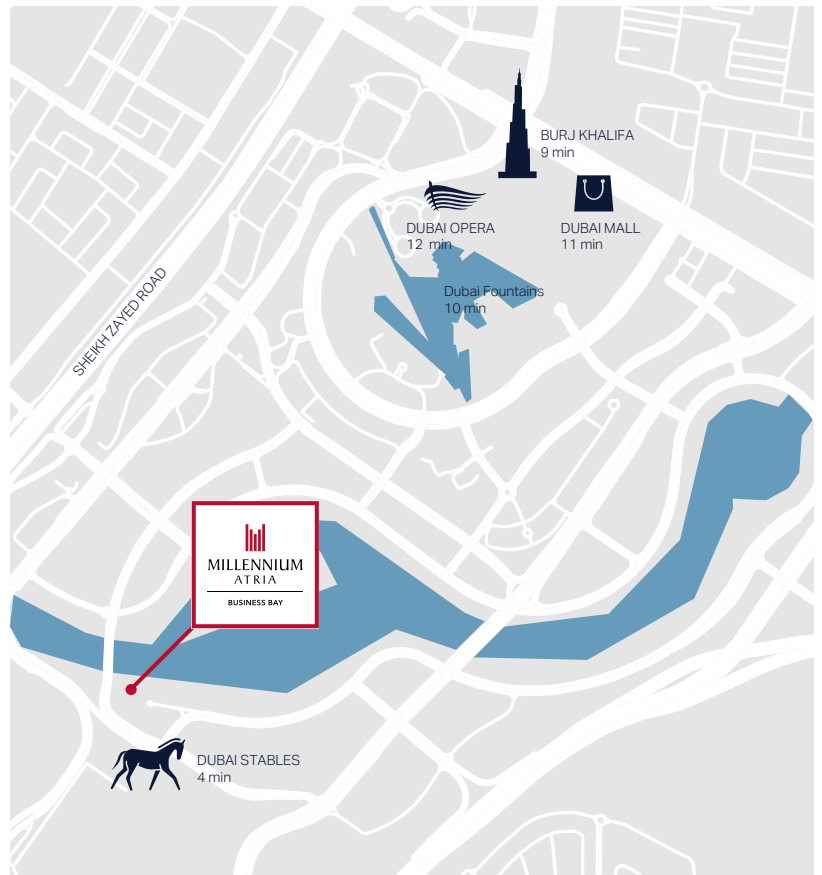 BURJ KHALIFA
9 min
DUBAI OPERA
12 min
DUBAI MALL
11 min
Dubai Fountains
10 min
SHEIKH ZAYED ROAD
MILLENNIUM
ATRIA
BUSINESS BAY
DUBAI STABLES
4 min